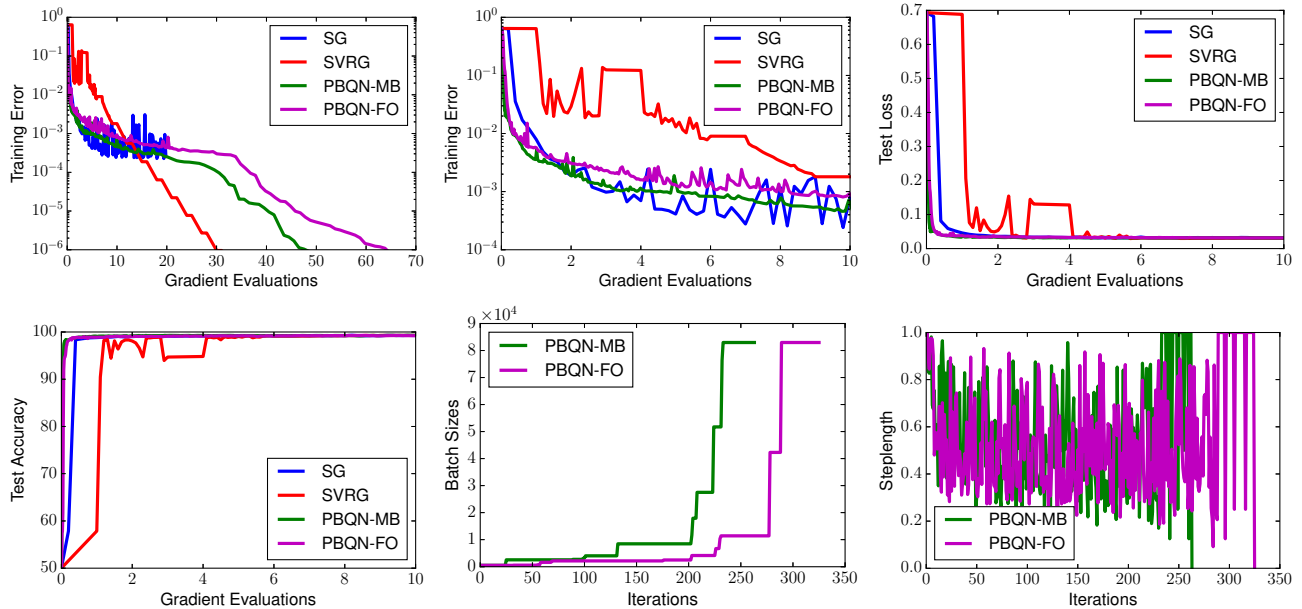 10^0
10^-1
10^-2
10^-3
10^-4
10^-5
10^-6
Training Error
0 10 20 30 40 50 60 70
Gradient Evaluations
SG
SVRG
PBQN-MB
PBQN-FO
10^0
10^-1
10^-2
10^-3
10^-4
Training Error
0 2 4 6 8 10
Gradient Evaluations
SG
SVRG
PBQN-MB
PBQN-FO
0.7
0.6
0.5
0.4
0.3
0.2
0.1
0.0
Test Loss
0 2 4 6 8 10
Gradient Evaluations
SG
SVRG
PBQN-MB
PBQN-FO
100
90
80
70
60
50
Test Accuracy
0 2 4 6 8 10
Gradient Evaluations
SG
SVRG
PBQN-MB
PBQN-FO
×10^4
9
8
7
6
5
4
3
2
1
0
Batch Sizes
0 50 100 150 200 250 300 350
Iterations
PBQN-MB
PBQN-FO
1.0
0.8
0.6
0.4
0.2
0.0
Steplength
0 50 100 150 200 250 300 350
Iterations
PBQN-MB
PBQN-FO